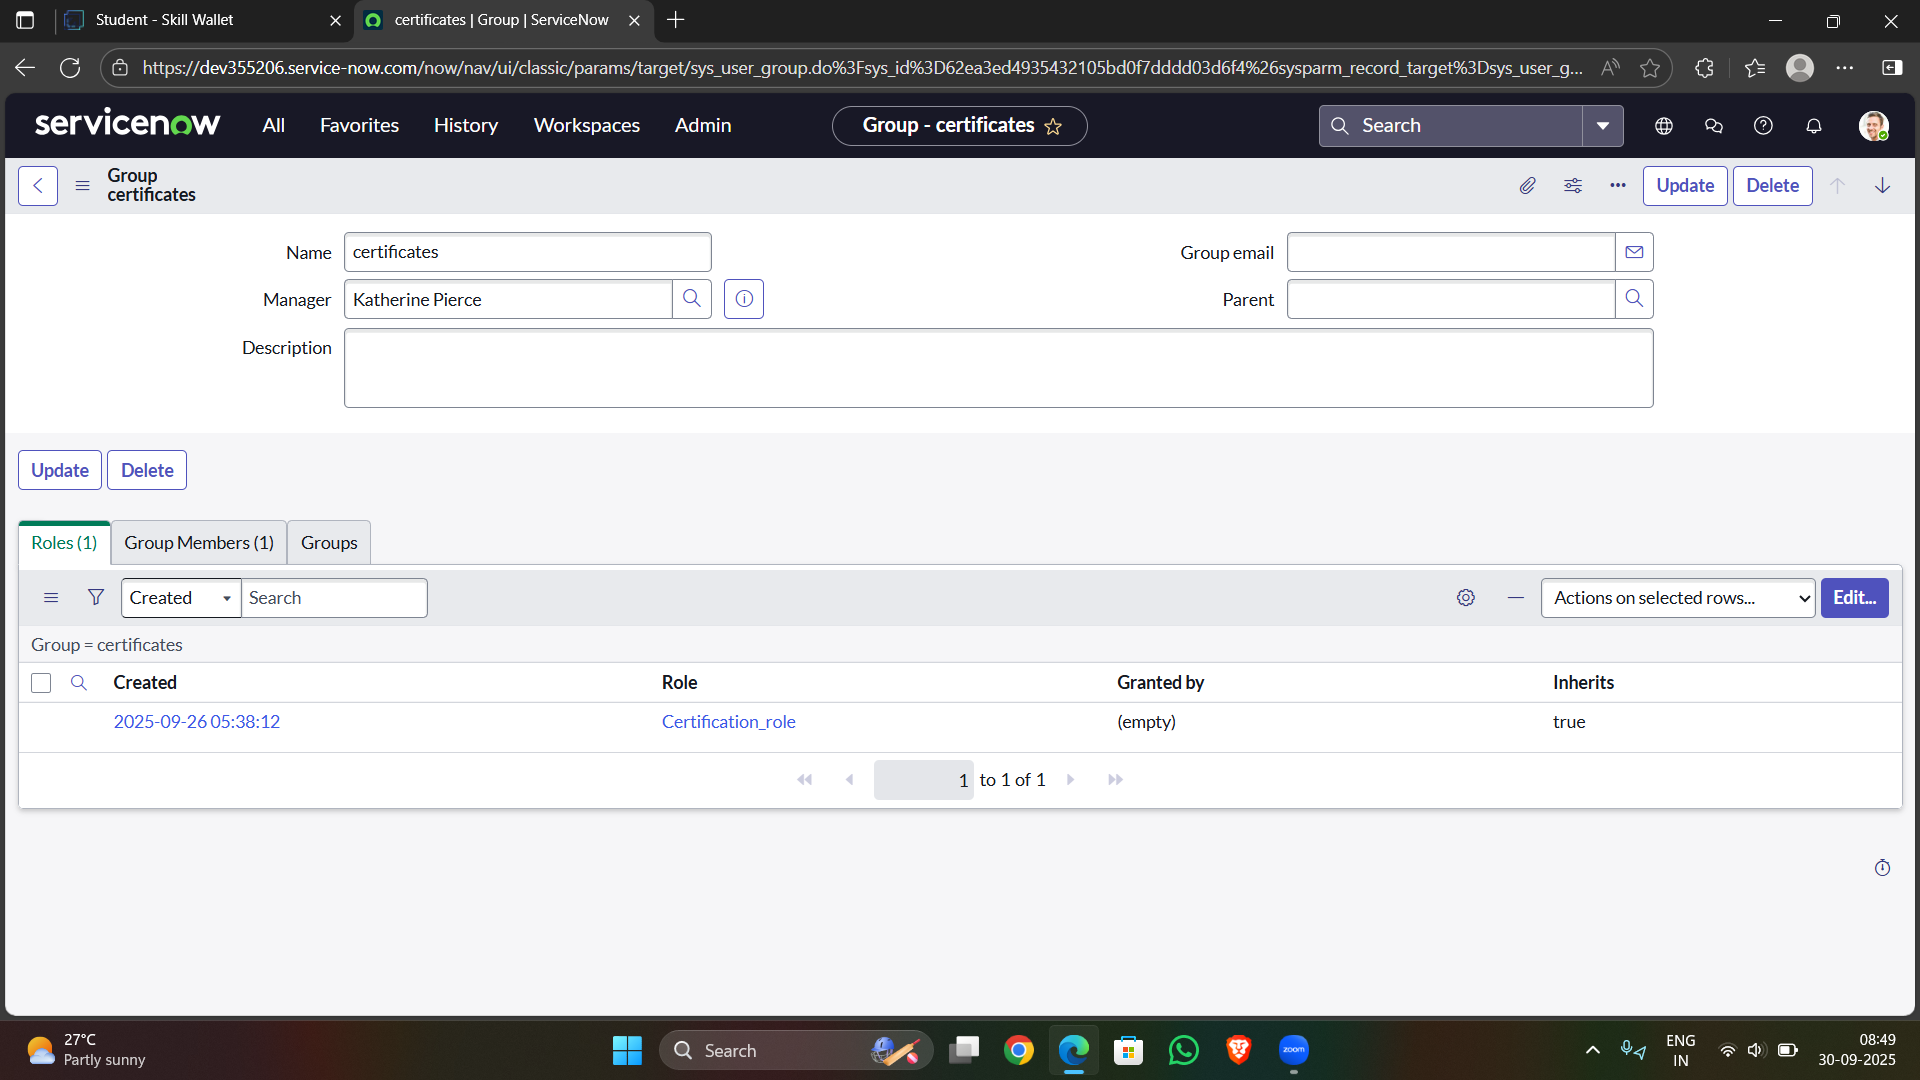 Student - Skill Wallet
certificates | Group | ServiceNow
https://dev355206.service-now.com/now/nav/ui/classic/params/target/sys_user_group.do%3Fsys_id%3D62ea3ed4935432105bd0f7dddd03d6f4%26sysparm_record_target%3Dsys_user_g...
servicenow
All
Favorites
History
Workspaces
Admin
Group - certificates
Search
Group
certificates
Update
Delete
Name
certificates
Group email
Manager
Katherine Pierce
Parent
Description
Update
Delete
Roles (1)
Group Members (1)
Groups
Created
Search
Actions on selected rows...
Edit...
Group = certificates
Created
Role
Granted by
Inherits
2025-09-26 05:38:12
Certification_role
(empty)
true
1 to 1 of 1
27°C
Partly sunny
Search
zoom
ENG
IN
08:49
30-09-2025